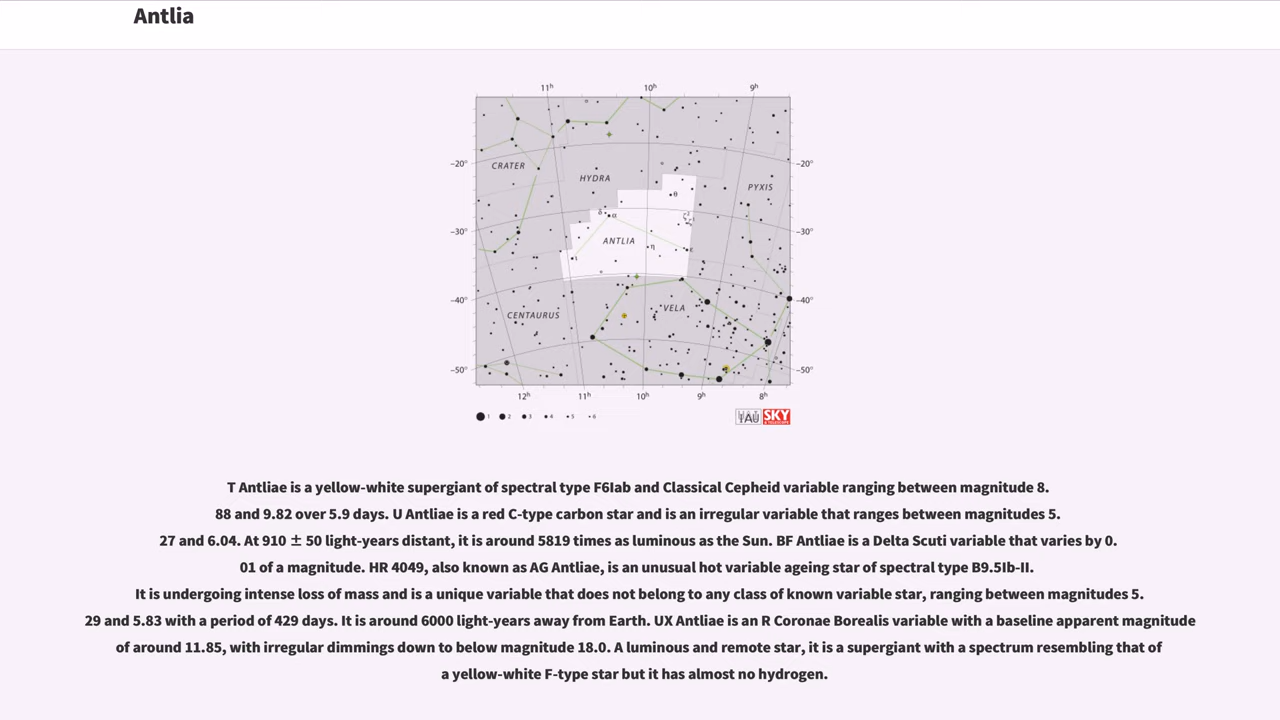 Antlia
11h 10h 9h
-20° -20°
CRATER
HYDRA
PYXIS
θ
δ α
ζ2
ζ1
-30° -30°
ANTLIA
η ε
ι
-40° -40°
CENTAURUS
VELA
-50° -50°
12h 11h 10h 9h 8h
1 2 3 4 5 6
IAU SKY
T Antliae is a yellow-white supergiant of spectral type F6Iab and Classical Cepheid variable ranging between magnitude 8.
88 and 9.82 over 5.9 days. U Antliae is a red C-type carbon star and is an irregular variable that ranges between magnitudes 5.
27 and 6.04. At 910 ± 50 light-years distant, it is around 5819 times as luminous as the Sun. BF Antliae is a Delta Scuti variable that varies by 0.
01 of a magnitude. HR 4049, also known as AG Antliae, is an unusual hot variable ageing star of spectral type B9.5Ib-II.
It is undergoing intense loss of mass and is a unique variable that does not belong to any class of known variable star, ranging between magnitudes 5.
29 and 5.83 with a period of 429 days. It is around 6000 light-years away from Earth. UX Antliae is an R Coronae Borealis variable with a baseline apparent magnitude
of around 11.85, with irregular dimmings down to below magnitude 18.0. A luminous and remote star, it is a supergiant with a spectrum resembling that of
a yellow-white F-type star but it has almost no hydrogen.